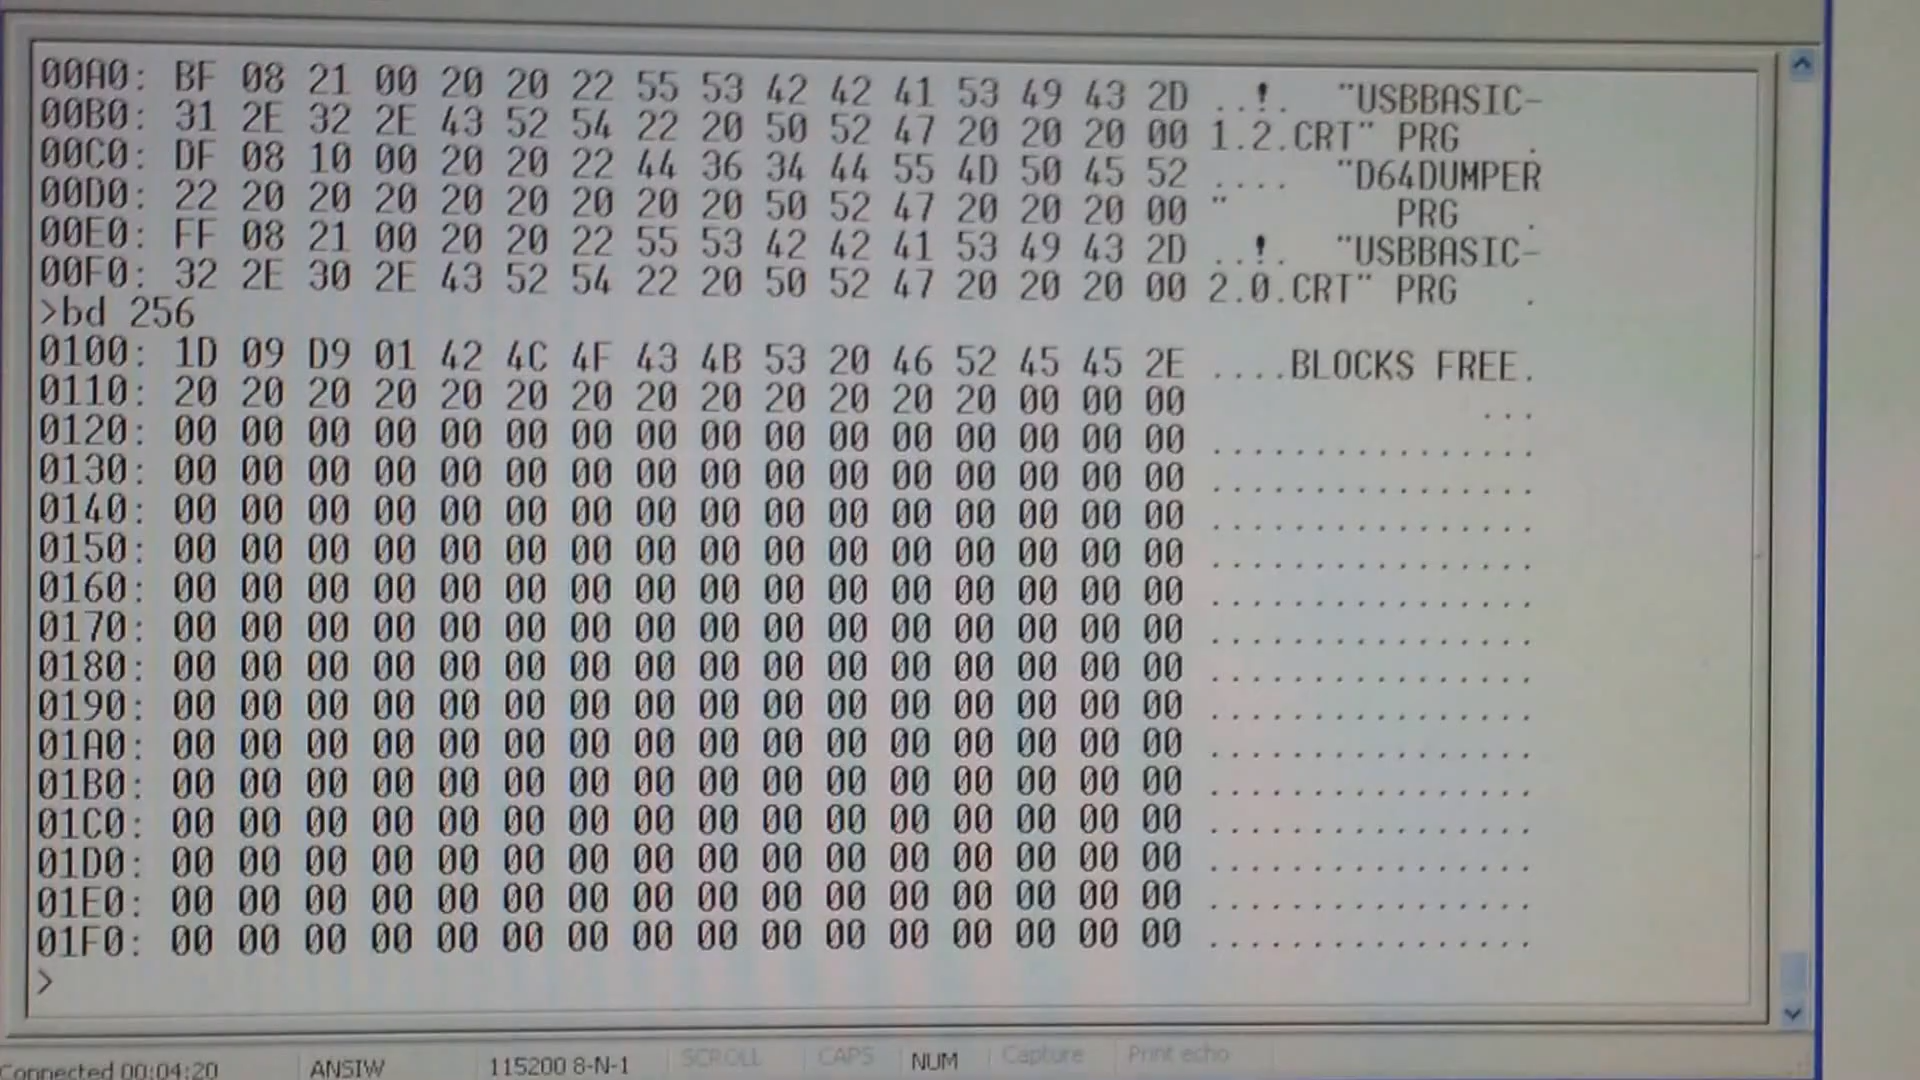 00A0: BF 08 21 00 20 20 22 55 53 42 42 41 53 49 43 2D ..!.  "USBBASIC-
00B0: 31 2E 32 2E 43 52 54 22 20 50 52 47 20 20 20 00 1.2.CRT" PRG   .
00C0: DF 08 10 00 20 20 22 44 36 34 44 55 4D 50 45 52 ....  "D64DUMPER
00D0: 22 20 20 20 20 20 20 20 20 50 52 47 20 20 20 00 "        PRG   .
00E0: FF 08 21 00 20 20 22 55 53 42 42 41 53 49 43 2D ..!.  "USBBASIC-
00F0: 32 2E 30 2E 43 52 54 22 20 50 52 47 20 20 20 00 2.0.CRT" PRG   .
>bd 256
0100: 1D 09 D9 01 42 4C 4F 43 4B 53 20 46 52 45 45 2E ....BLOCKS FREE.
0110: 20 20 20 20 20 20 20 20 20 20 20 20 20 00 00 00              ...
0120: 00 00 00 00 00 00 00 00 00 00 00 00 00 00 00 00 ................
0130: 00 00 00 00 00 00 00 00 00 00 00 00 00 00 00 00 ................
0140: 00 00 00 00 00 00 00 00 00 00 00 00 00 00 00 00 ................
0150: 00 00 00 00 00 00 00 00 00 00 00 00 00 00 00 00 ................
0160: 00 00 00 00 00 00 00 00 00 00 00 00 00 00 00 00 ................
0170: 00 00 00 00 00 00 00 00 00 00 00 00 00 00 00 00 ................
0180: 00 00 00 00 00 00 00 00 00 00 00 00 00 00 00 00 ................
0190: 00 00 00 00 00 00 00 00 00 00 00 00 00 00 00 00 ................
01A0: 00 00 00 00 00 00 00 00 00 00 00 00 00 00 00 00 ................
01B0: 00 00 00 00 00 00 00 00 00 00 00 00 00 00 00 00 ................
01C0: 00 00 00 00 00 00 00 00 00 00 00 00 00 00 00 00 ................
01D0: 00 00 00 00 00 00 00 00 00 00 00 00 00 00 00 00 ................
01E0: 00 00 00 00 00 00 00 00 00 00 00 00 00 00 00 00 ................
01F0: 00 00 00 00 00 00 00 00 00 00 00 00 00 00 00 00 ................
>
Connected 00:04:20 ANSIW 115200 8-N-1 SCROLL CAPS NUM Capture Print echo